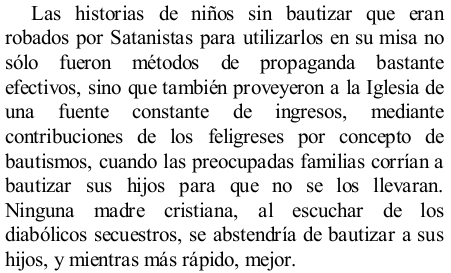 Las historias de niños sin bautizar que eran
robados por Satanistas para utilizarlos en su misa no
sólo fueron métodos de propaganda bastante
efectivos, sino que también proveyeron a la Iglesia de
una fuente constante de ingresos, mediante
contribuciones de los feligreses por concepto de
bautismos, cuando las preocupadas familias corrían a
bautizar sus hijos para que no se los llevaran.
Ninguna madre cristiana, al escuchar de los
diabólicos secuestros, se abstendría de bautizar a sus
hijos, y mientras más rápido, mejor.